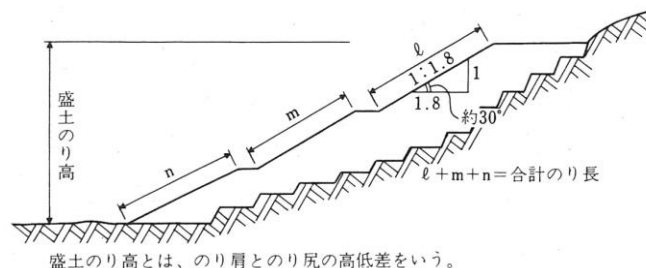 ℓ
1:1.8
1
1.8
約30°
m
n
盛土のり高
ℓ+m+n=合計のり長
盛土のり高とは、のり肩とのり尻の高低差をいう。